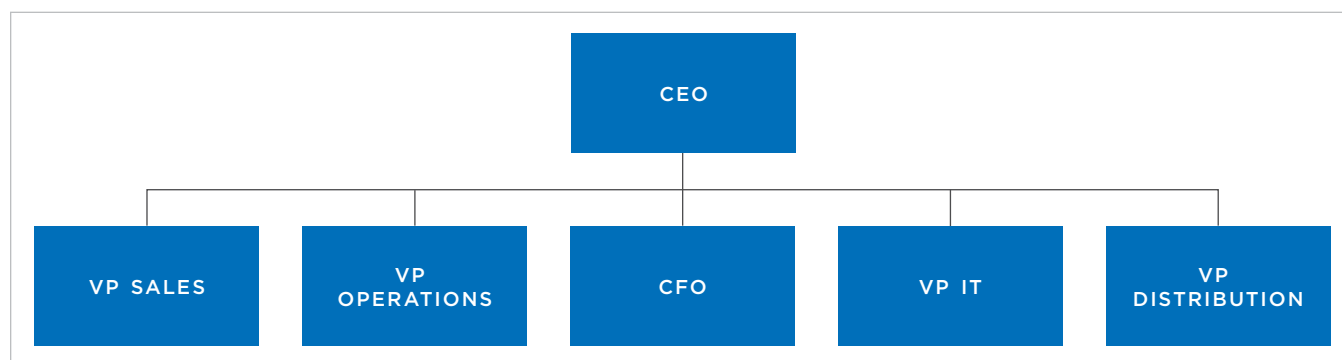 CEO
VP SALES
VP
OPERATIONS
CFO
VP IT
VP
DISTRIBUTION